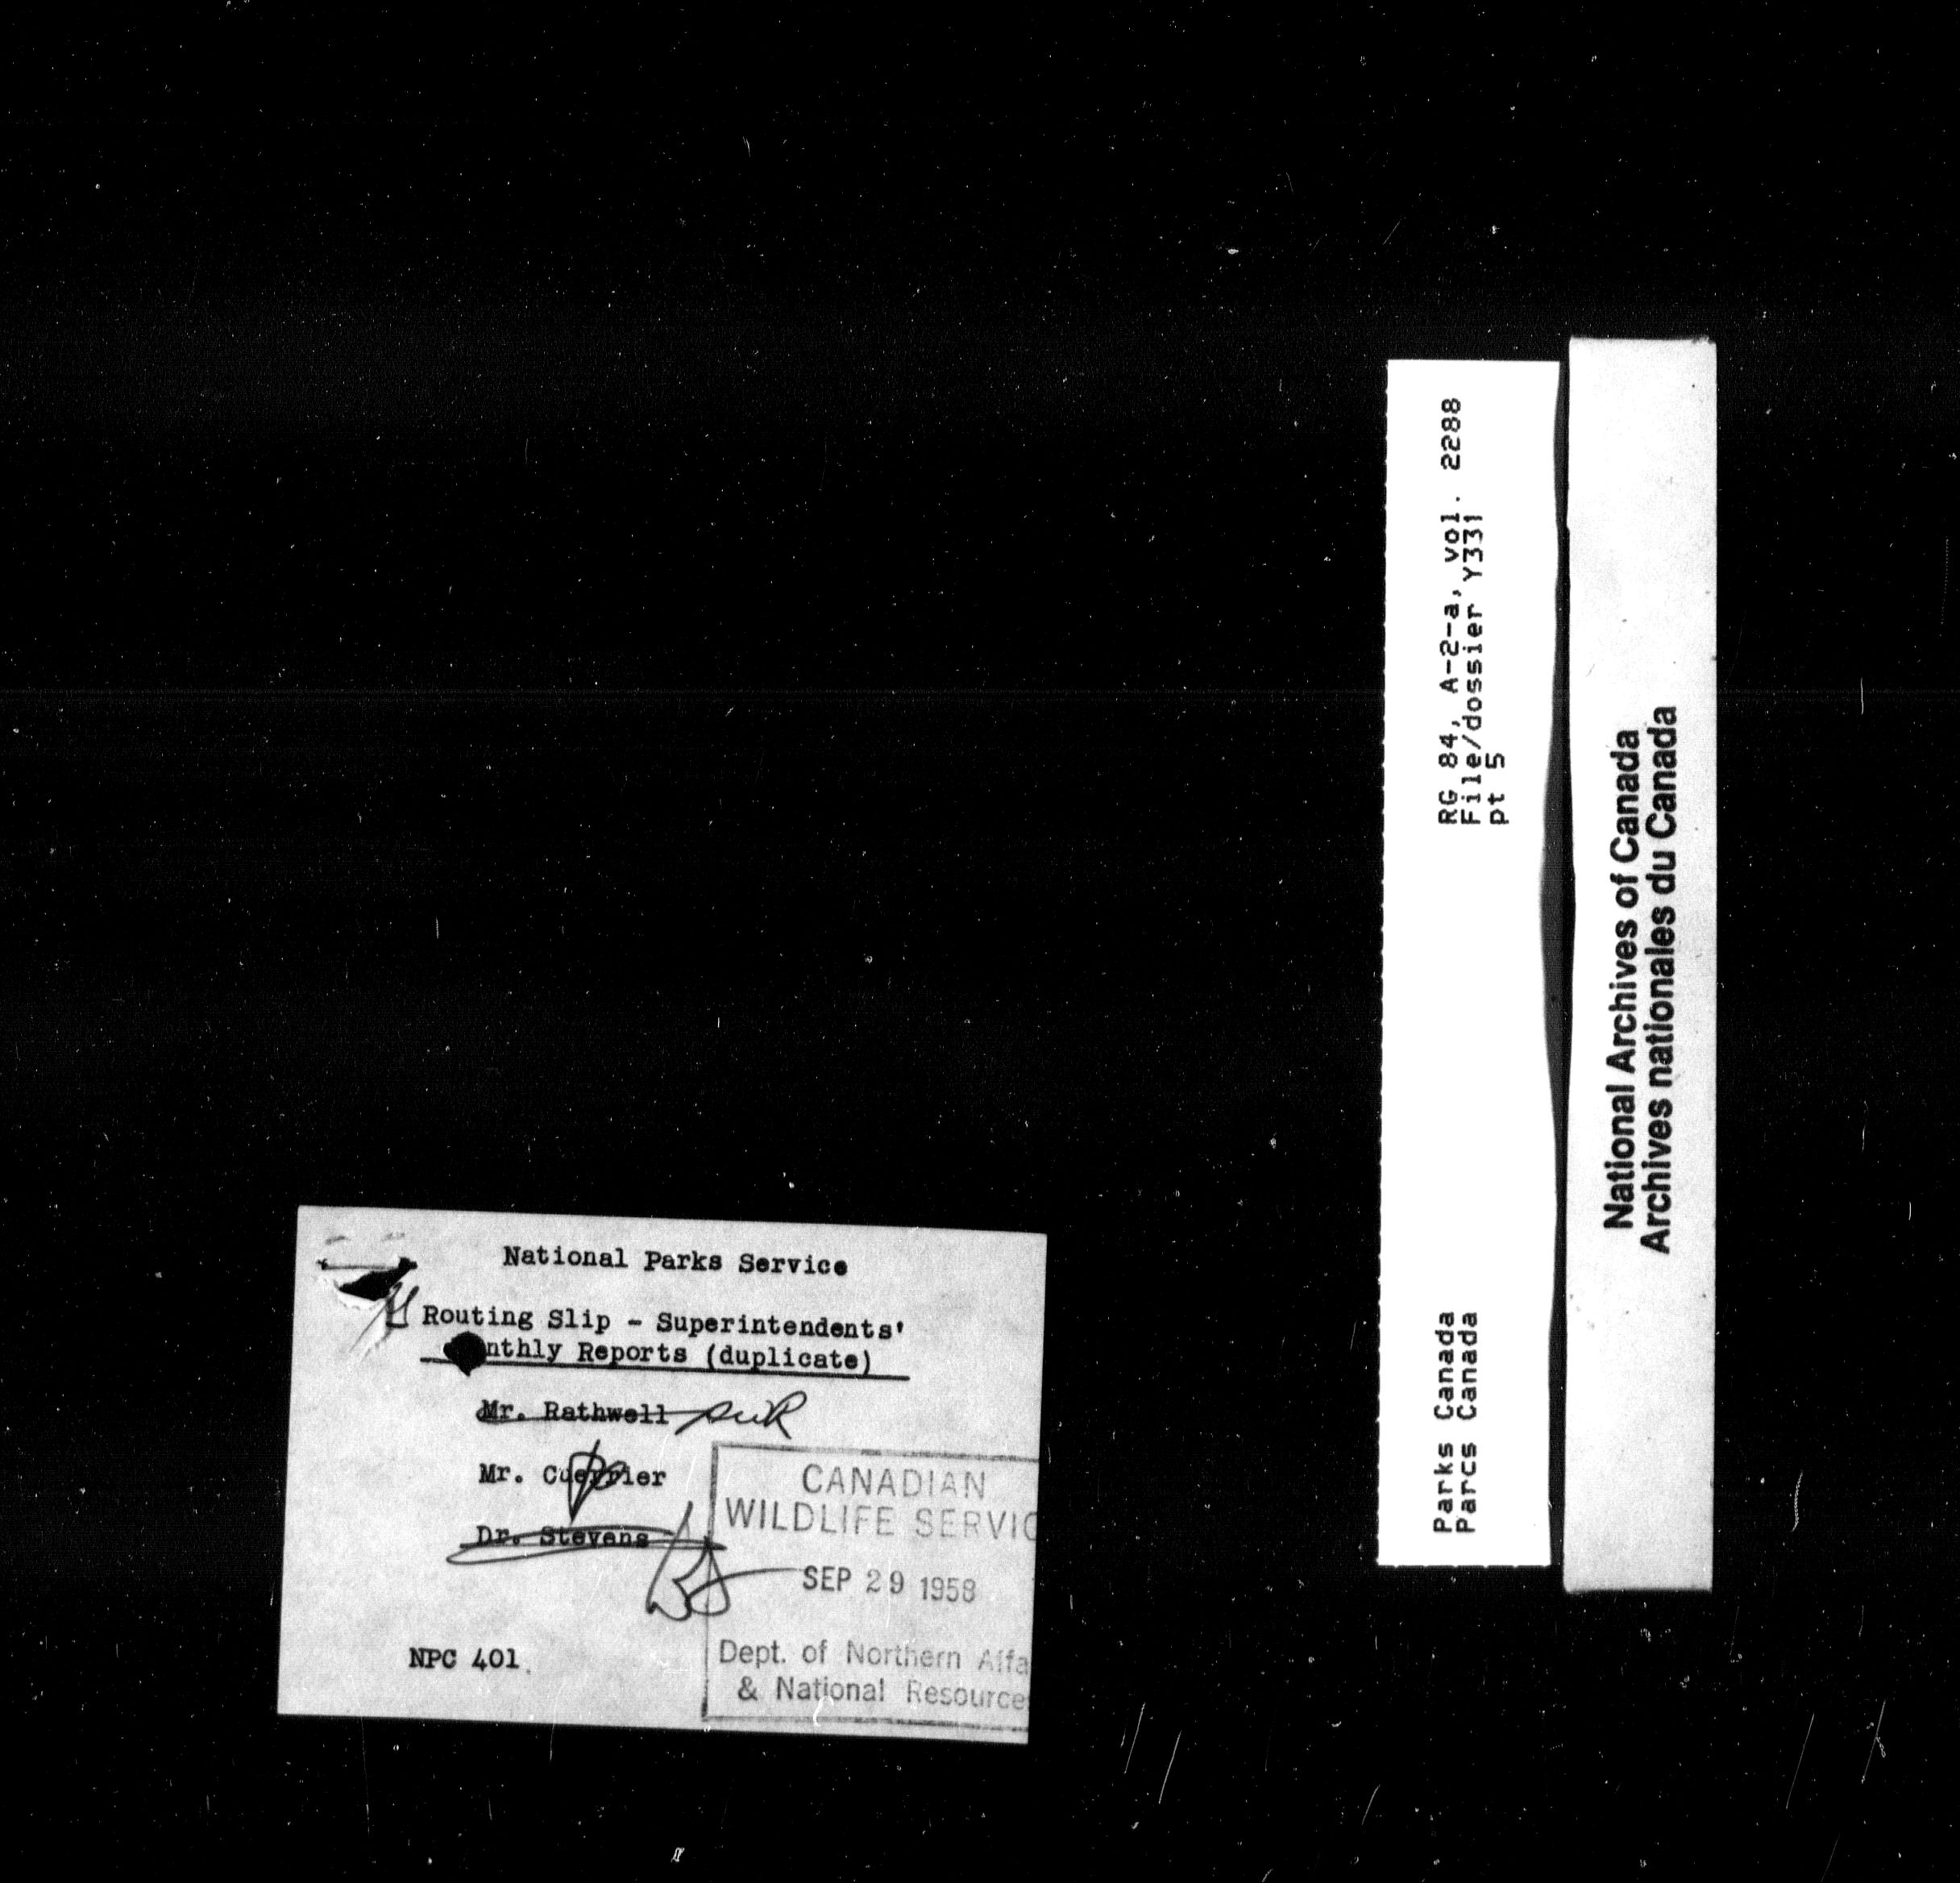 National Parks Service
Routing Slip - Superintendents'
nthly Reports (duplicate)
Mr. Rathwell
Mr. Cuerrier
Dr. Stevens
CANADIAN
WILDLIFE SERVIC
SEP 29 1958
Dept. of Northern Affa
& National Resources
NPC 401.
RG 84, A-2-a, vol. 2288
File/dossier Y331
pt 5
Parks Canada
Parcs Canada
National Archives of Canada
Archives nationales du Canada